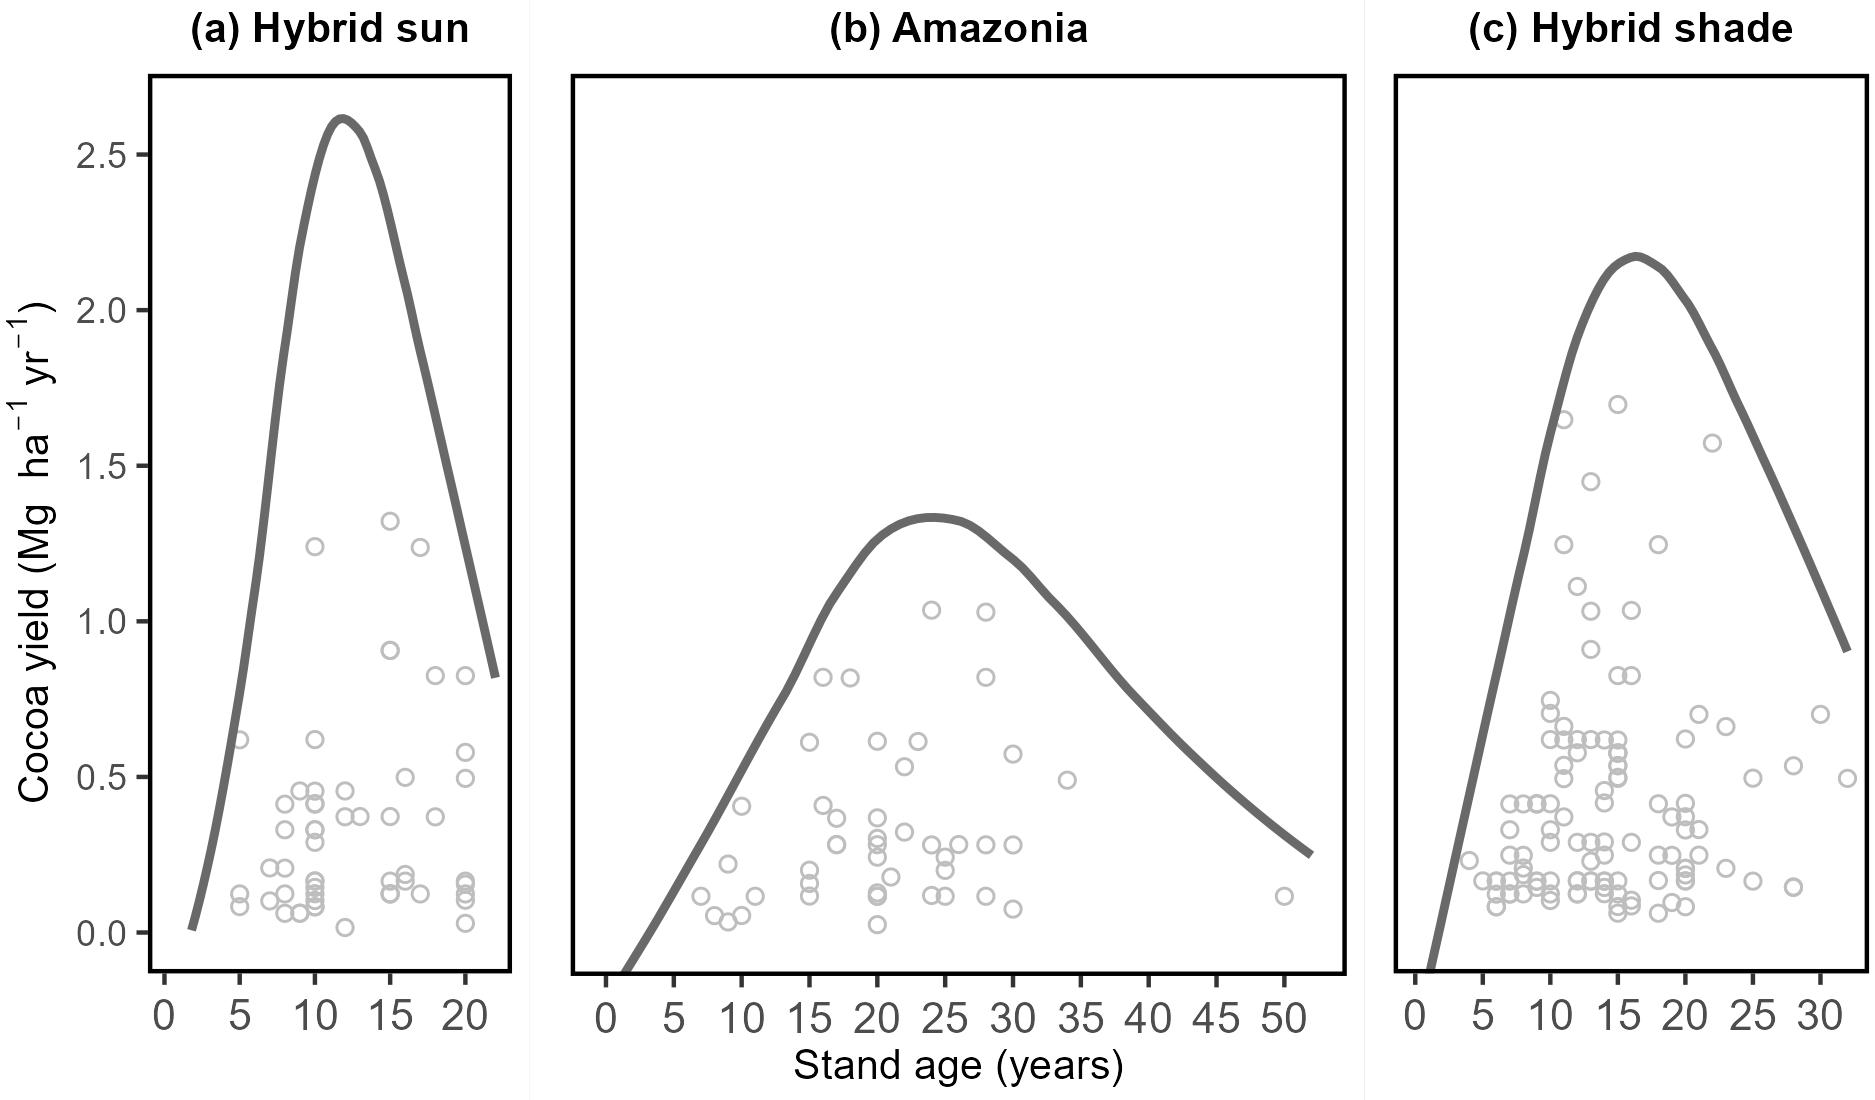 (a) Hybrid sun
(b) Amazonia
(c) Hybrid shade
Cocoa yield (Mg ha⁻¹ yr⁻¹)
2.5
2.0
1.5
1.0
0.5
0.0
0 5 10 15 20
0 5 10 15 20 25 30 35 40 45 50
0 5 10 15 20 25 30
Stand age (years)